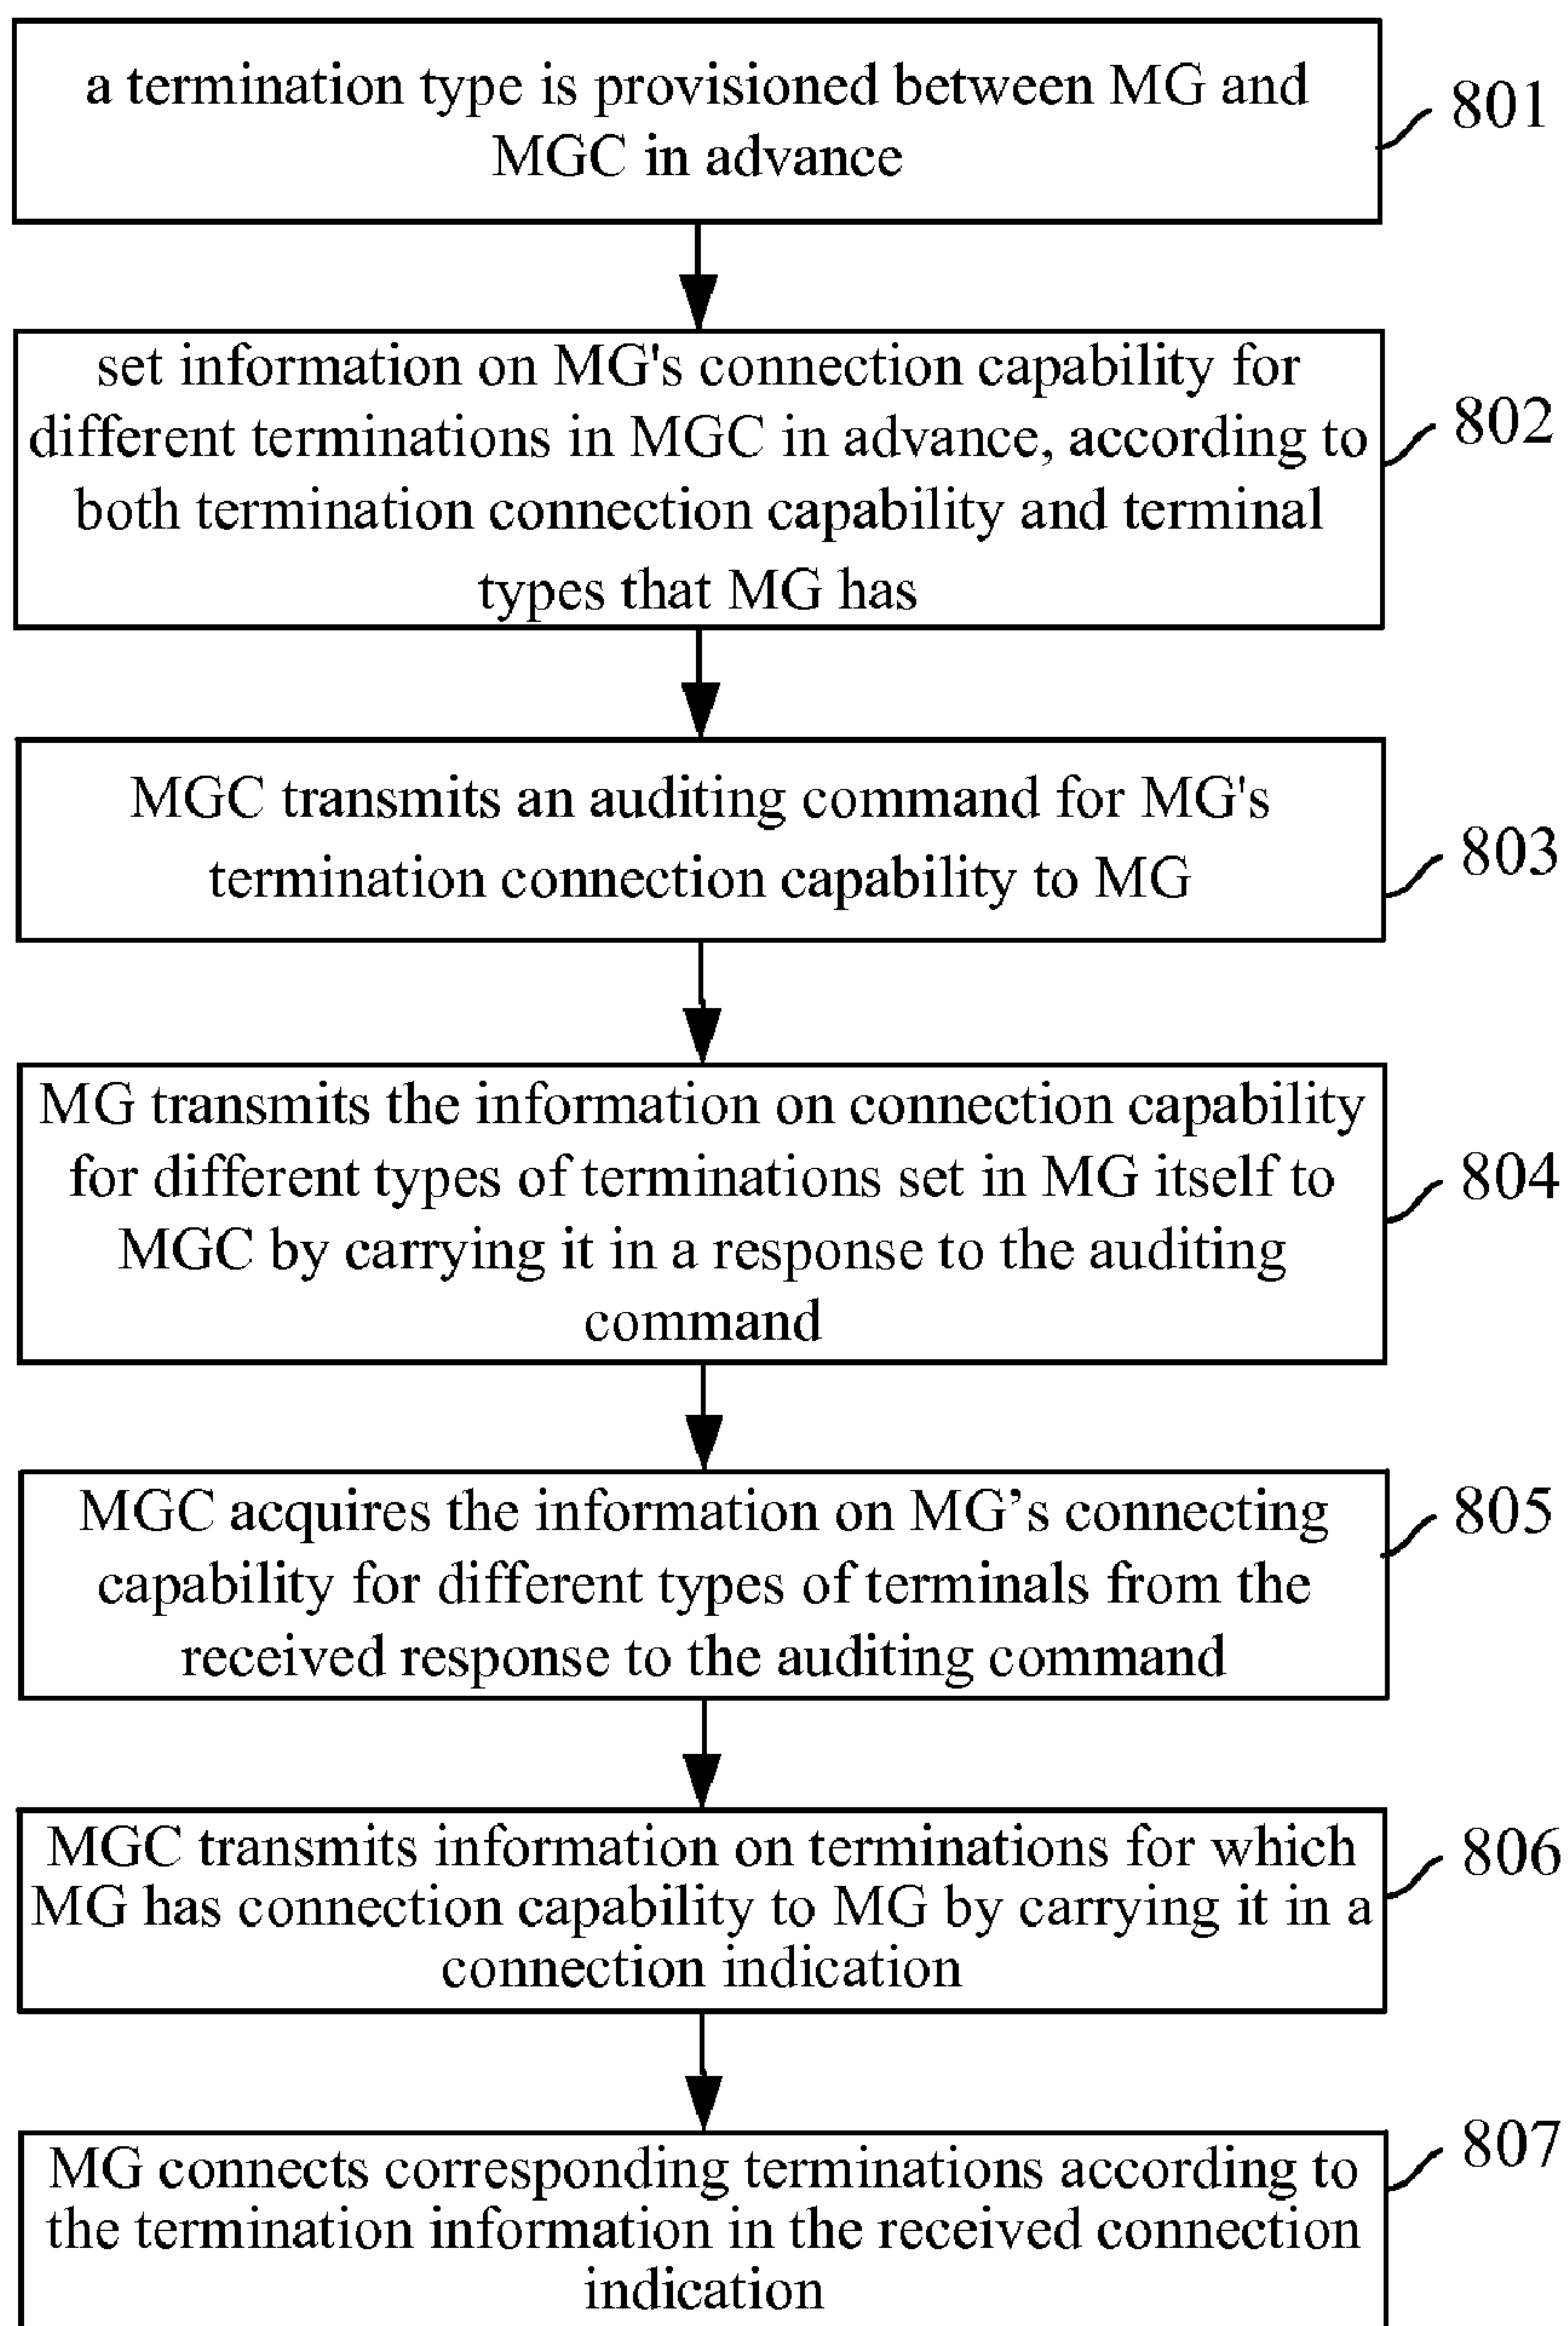 a termination type is provisioned between MG and
MGC in advance
801
set information on MG's connection capability for
different terminations in MGC in advance, according to
both termination connection capability and terminal
types that MG has
802
MGC transmits an auditing command for MG's
termination connection capability to MG
803
MG transmits the information on connection capability
for different types of terminations set in MG itself to
MGC by carrying it in a response to the auditing
command
804
MGC acquires the information on MG’s connecting
capability for different types of terminals from the
received response to the auditing command
805
MGC transmits information on terminations for which
MG has connection capability to MG by carrying it in a
connection indication
806
MG connects corresponding terminations according to
the termination information in the received connection
indication
807